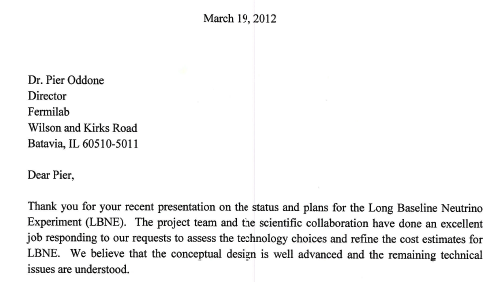 March 19, 2012
Dr. Pier Oddone
Director
Fermilab
Wilson and Kirks Road
Batavia, IL 60510-5011
Dear Pier,
Thank you for your recent presentation on the status and plans for the Long Baseline Neutrino
Experiment (LBNE). The project team and the scientific collaboration have done an excellent
job responding to our requests to assess the technology choices and refine the cost estimates for
LBNE. We believe that the conceptual design is well advanced and the remaining technical
issues are understood.